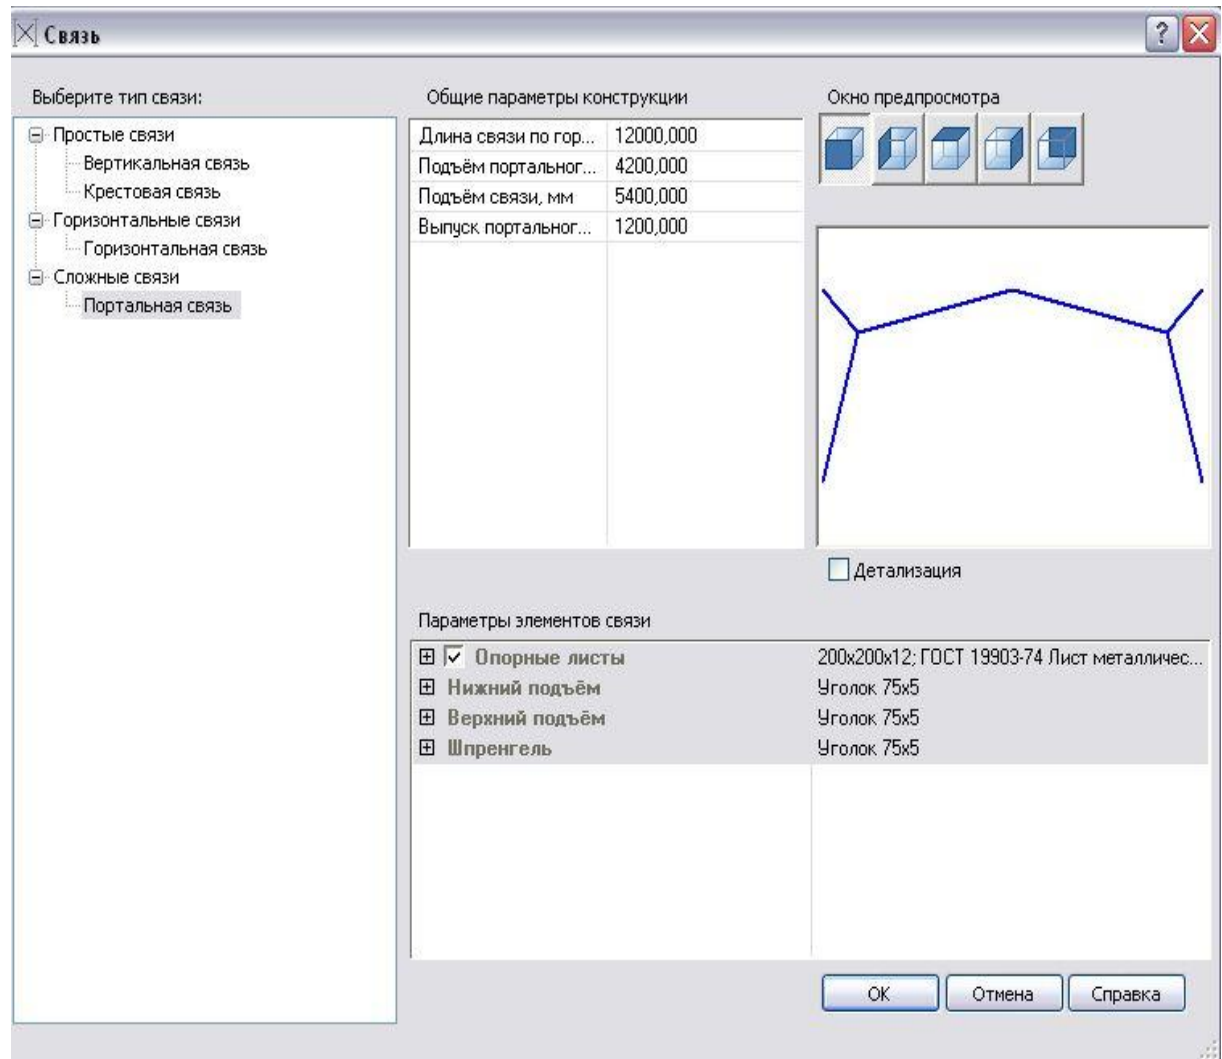 Связь
Выберите тип связи:
Простые связи
Вертикальная связь
Крестовая связь
Горизонтальные связи
Горизонтальная связь
Сложные связи
Портальная связь
Общие параметры конструкции
Длина связи по гор... 12000,000
Подъём портальног... 4200,000
Подъём связи, мм 5400,000
Выпуск портальног... 1200,000
Окно предпросмотра
Детализация
Параметры элементов связи
Опорные листы 200x200x12; ГОСТ 19903-74 Лист металличес...
Нижний подъём Уголок 75x5
Верхний подъём Уголок 75x5
Шпренгель Уголок 75x5
OK Отмена Справка